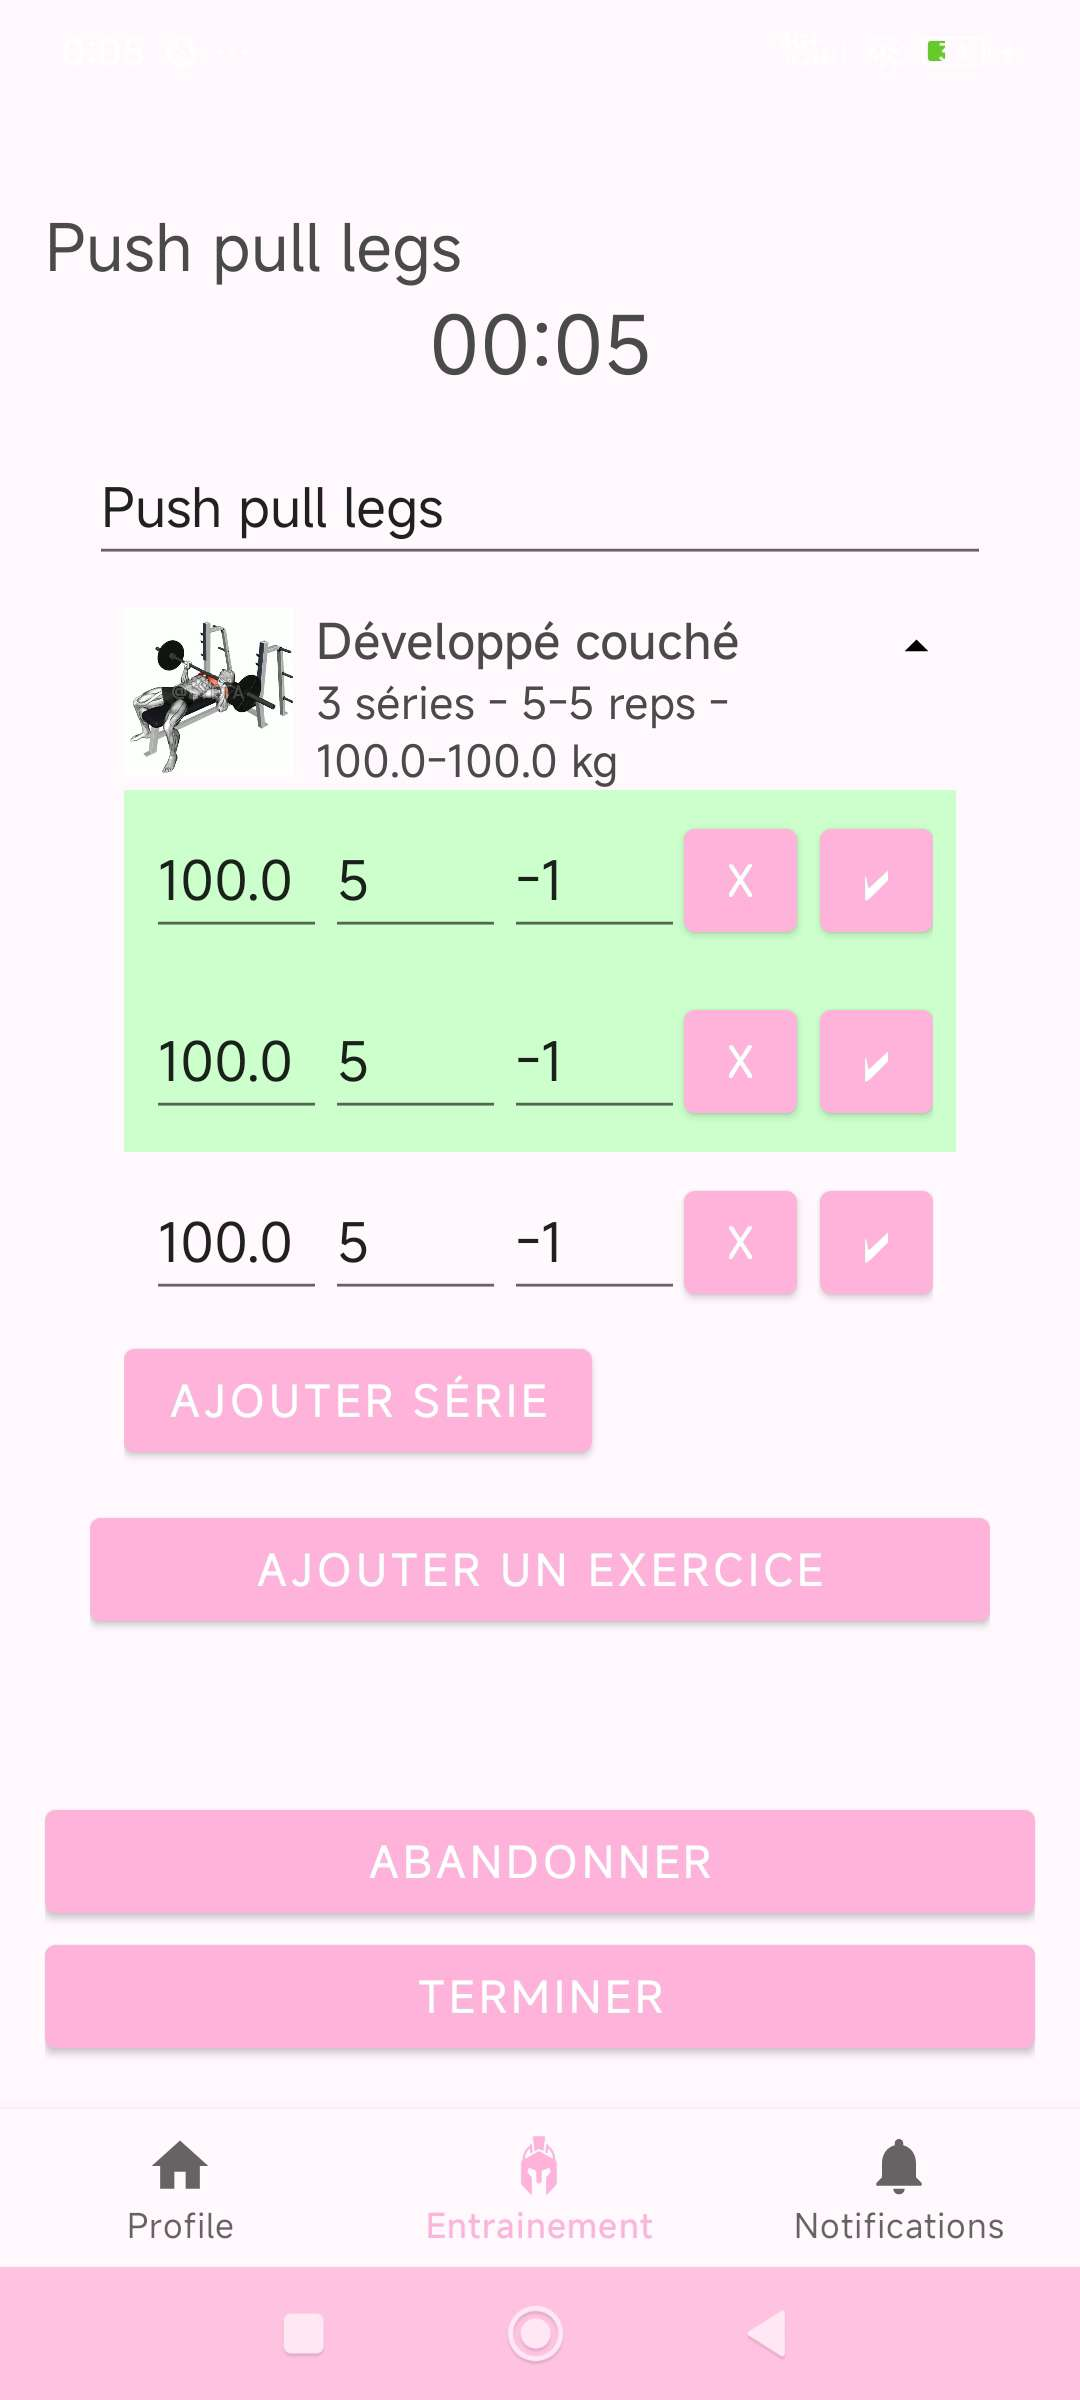 Push pull legs
00:05
Push pull legs
Développé couché
3 séries - 5-5 reps -
100.0-100.0 kg
100.0 5 -1 X ✔
100.0 5 -1 X ✔
100.0 5 -1 X ✔
AJOUTER SÉRIE
AJOUTER UN EXERCICE
ABANDONNER
TERMINER
Profile Entrainement Notifications